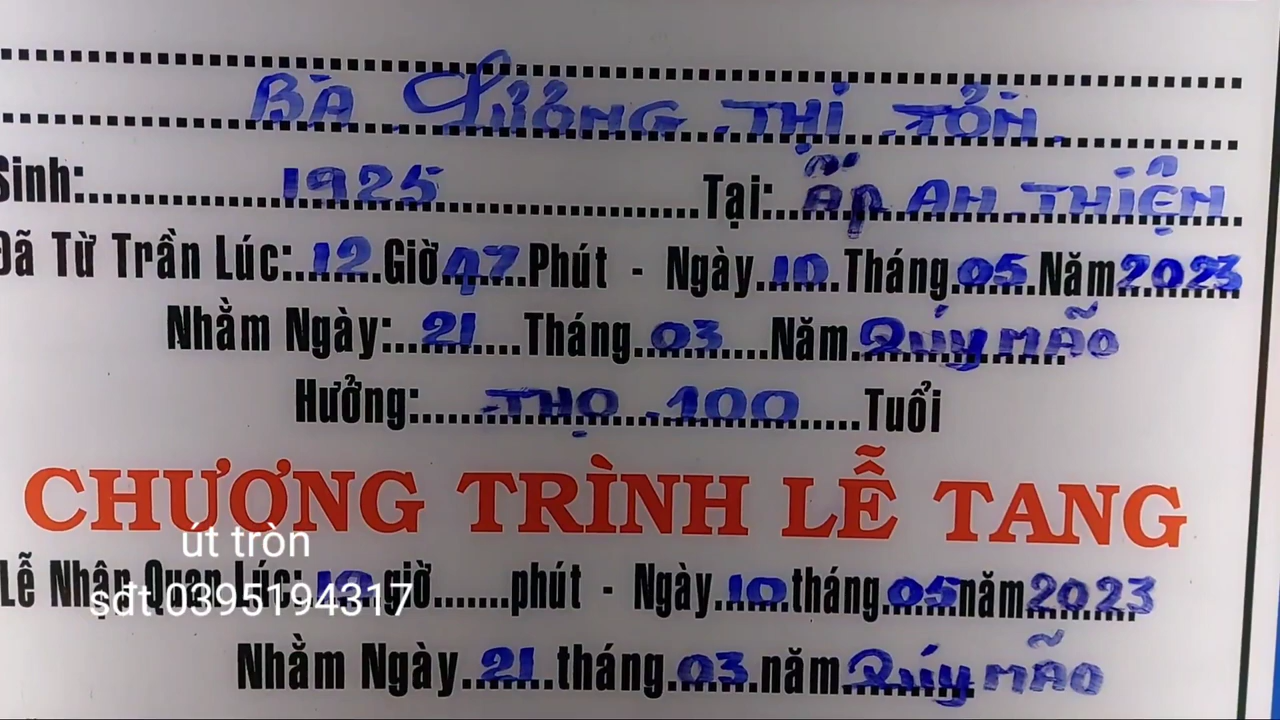 BÀ Lương THỊ TỎN
Sinh: 1925 Tại: ẤP AN THIỆN
Đã Từ Trần Lúc: 12 Giờ 47 Phút - Ngày 10 Tháng 05 Năm 2023
Nhằm Ngày: 21 Tháng 03 Năm Quý MÃO
Hưởng: THỌ 100 Tuổi
CHƯƠNG TRÌNH LỄ TANG
út tròn
Lễ Nhận Quan Lúc: 19 giờ phút - Ngày 10 tháng 05 năm 2023
sđt 0395194317
Nhằm Ngày 21 tháng 03 năm Quý MÃO